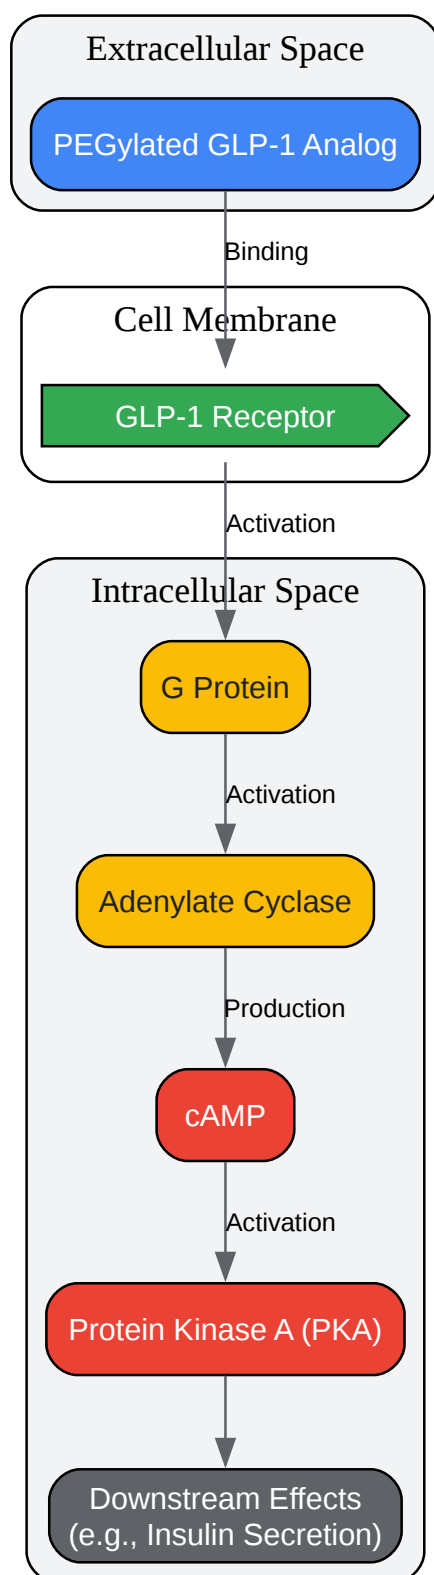 Extracellular Space
PEGylated GLP-1 Analog
Binding
Cell Membrane
GLP-1 Receptor
Activation
Intracellular Space
G Protein
Activation
Adenylate Cyclase
Production
cAMP
Activation
Protein Kinase A (PKA)
Downstream Effects
(e.g., Insulin Secretion)